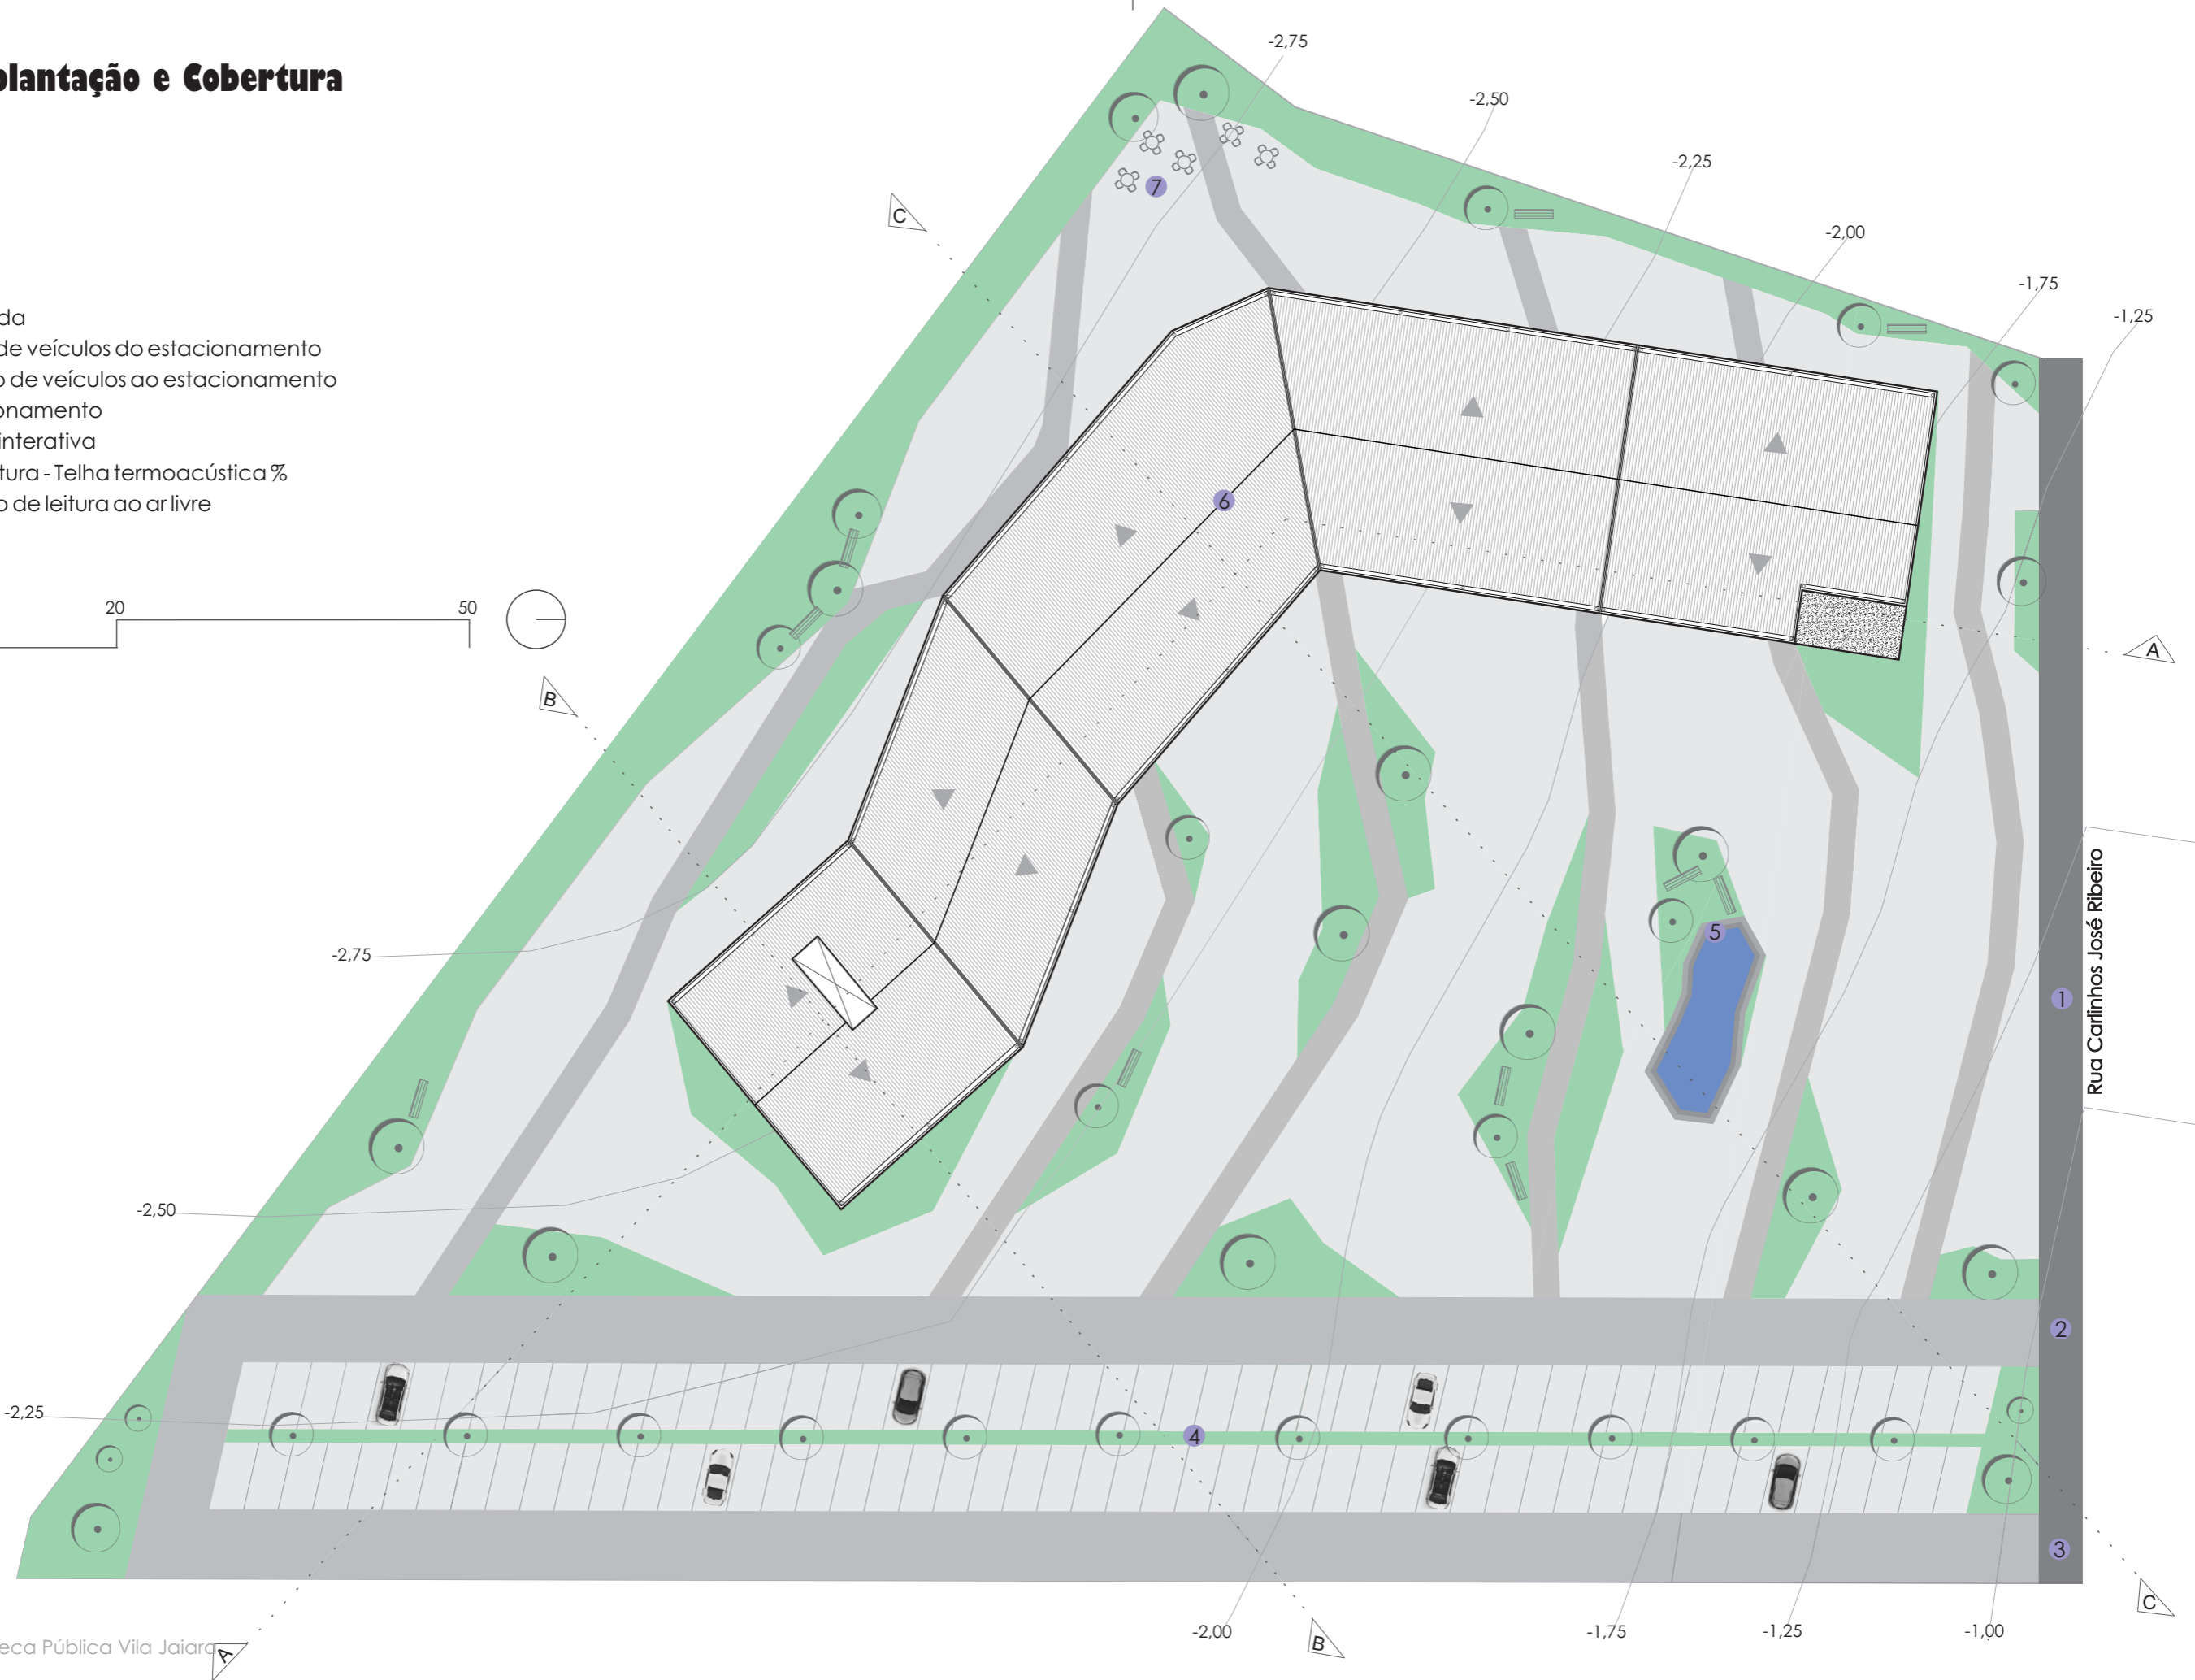 plantação e Cobertura
da
de veículos do estacionamento
o de veículos ao estacionamento
onamento
interativa
tura - Telha termoacústica %
o de leitura ao ar livre
20
50
-2,75
-2,50
-2,25
-2,00
-1,75
-1,25
C
7
6
B
A
5
Rua Carlinhos José Ribeiro
1
-2,75
-2,50
2
-2,25
4
3
C
-2,00
B
-1,75
-1,25
-1,00
eca Pública Vila Jaiara
A